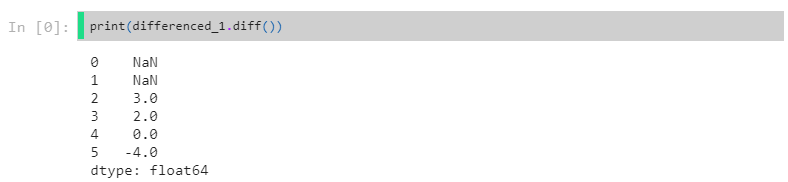 In [0]: print(differenced_1.diff())
0    NaN
1    NaN
2    3.0
3    2.0
4    0.0
5   -4.0
dtype: float64